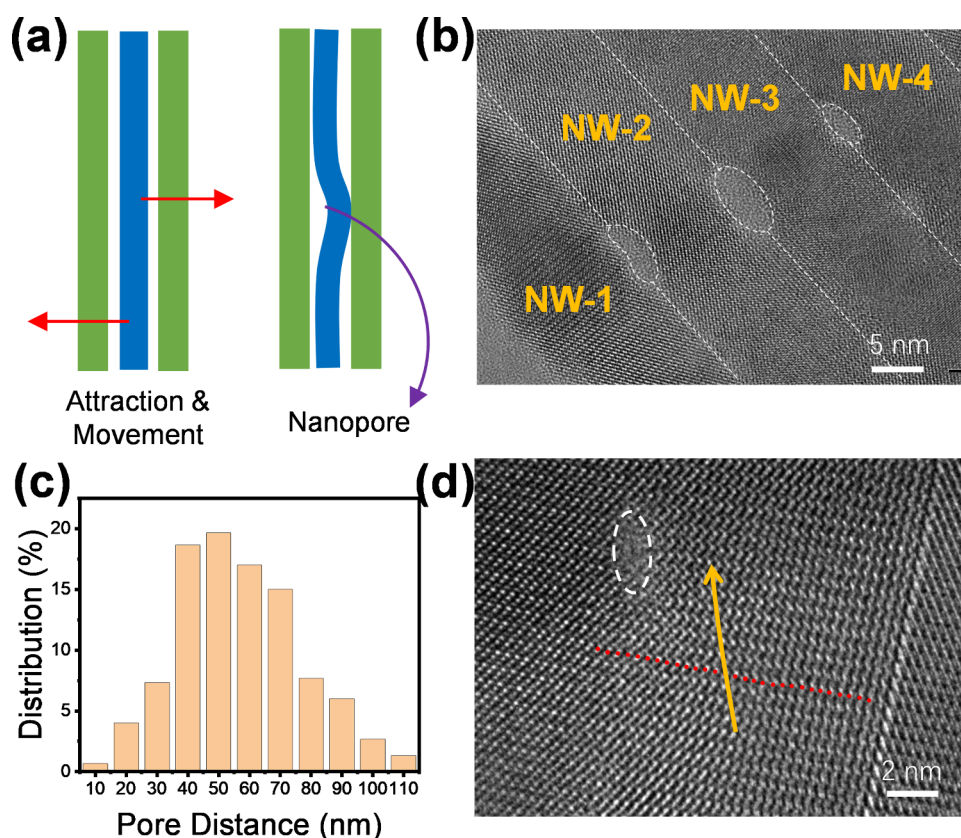 (a)
Attraction &
Movement
Nanopore
(b)
NW-1
NW-2
NW-3
NW-4
5 nm
(c)
Distribution (%)
20
15
10
5
0
10 20 30 40 50 60 70 80 90 100 110
Pore Distance (nm)
(d)
2 nm